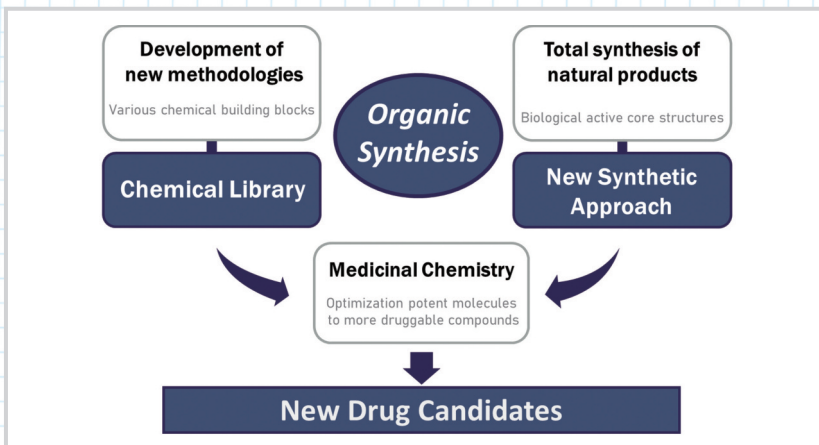 Development of
new methodologies
Various chemical building blocks
Chemical Library
Organic
Synthesis
Total synthesis of
natural products
Biological active core structures
New Synthetic
Approach
Medicinal Chemistry
Optimization potent molecules
to more druggable compounds
New Drug Candidates